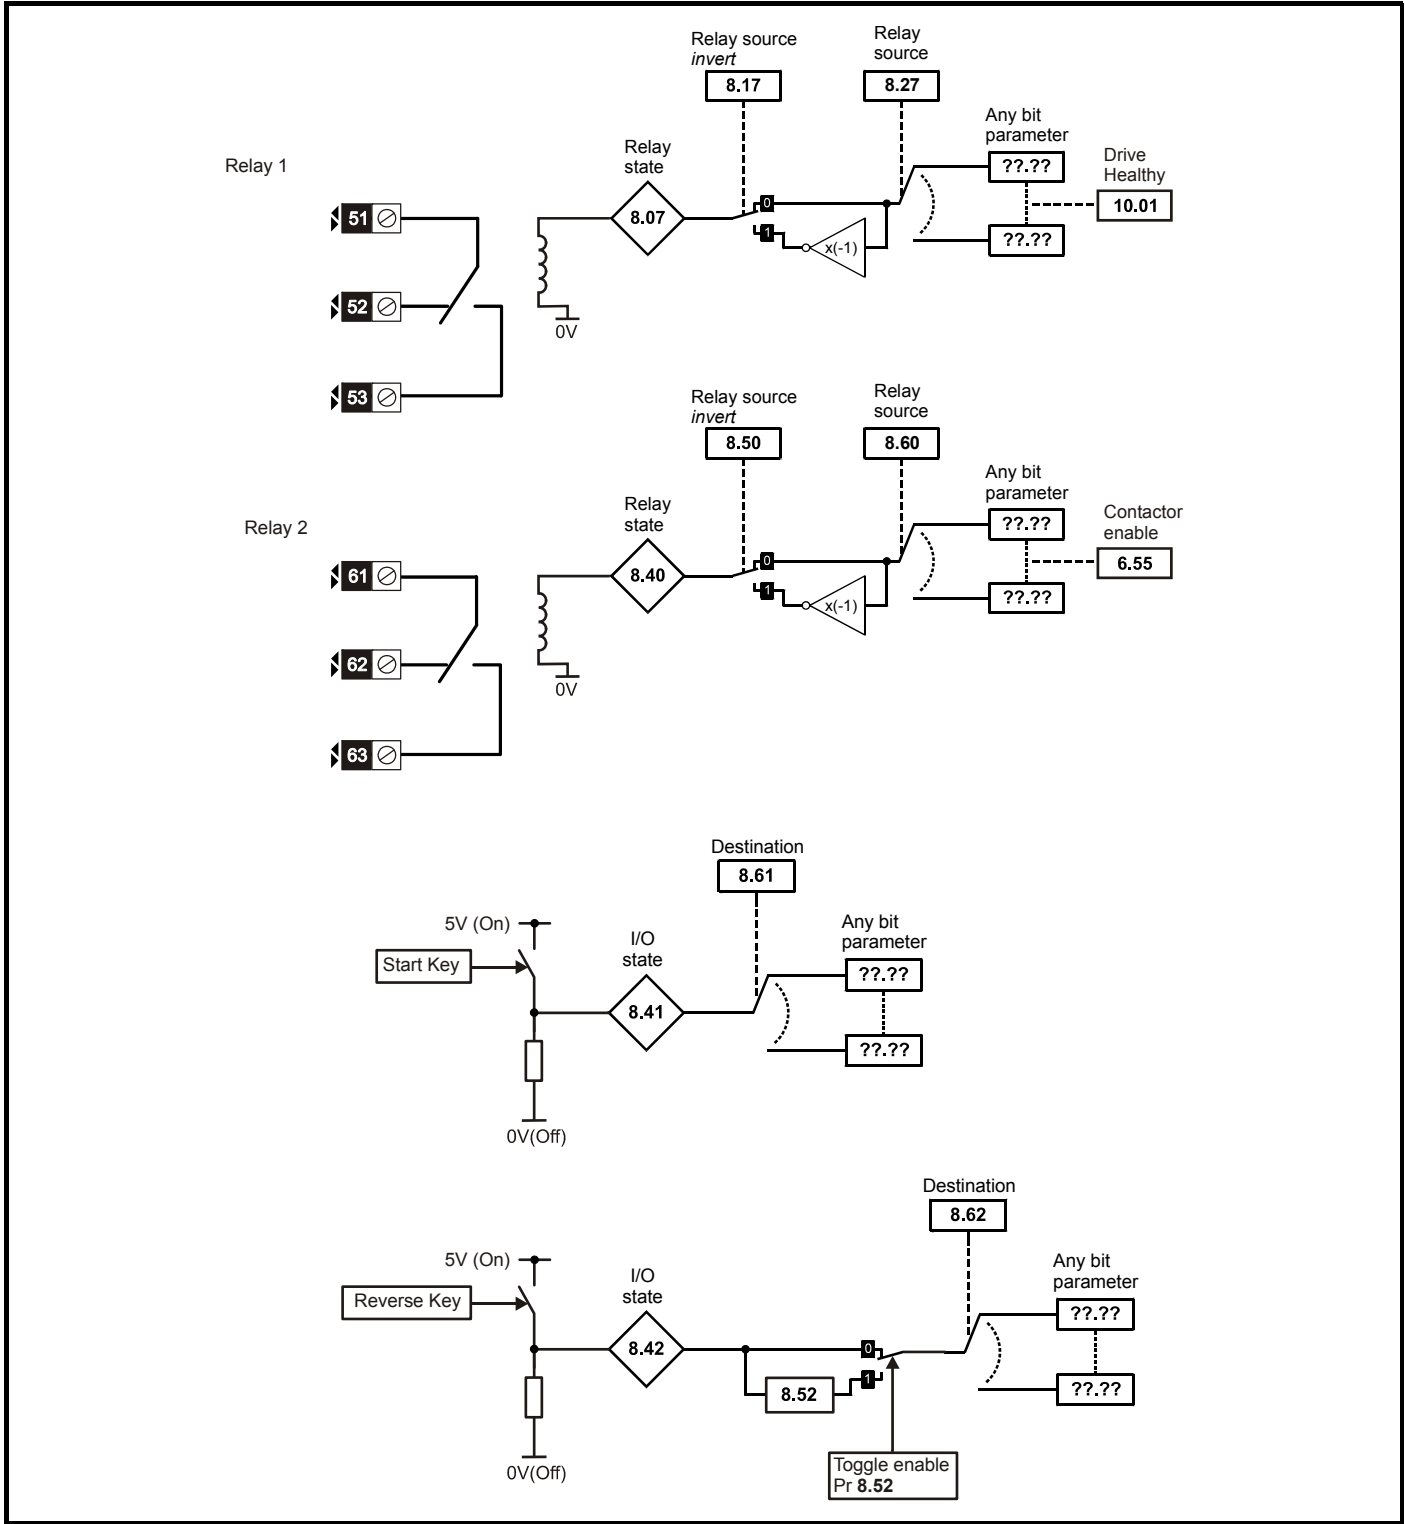 Relay source
invert
8.17
Relay
source
8.27
Any bit
parameter
??.??
??.??
Drive
Healthy
10.01
Relay
state
8.07
0
1
x(-1)
Relay 1
51
52
53
0V
Relay source
invert
8.50
Relay
source
8.60
Any bit
parameter
??.??
??.??
Contactor
enable
6.55
Relay
state
8.40
0
1
x(-1)
Relay 2
61
62
63
0V
Destination
8.61
5V (On)
Start Key
I/O
state
8.41
Any bit
parameter
??.??
??.??
0V(Off)
Destination
8.62
5V (On)
Reverse Key
I/O
state
8.42
0
1
8.52
Any bit
parameter
??.??
??.??
0V(Off)
Toggle enable
Pr 8.52